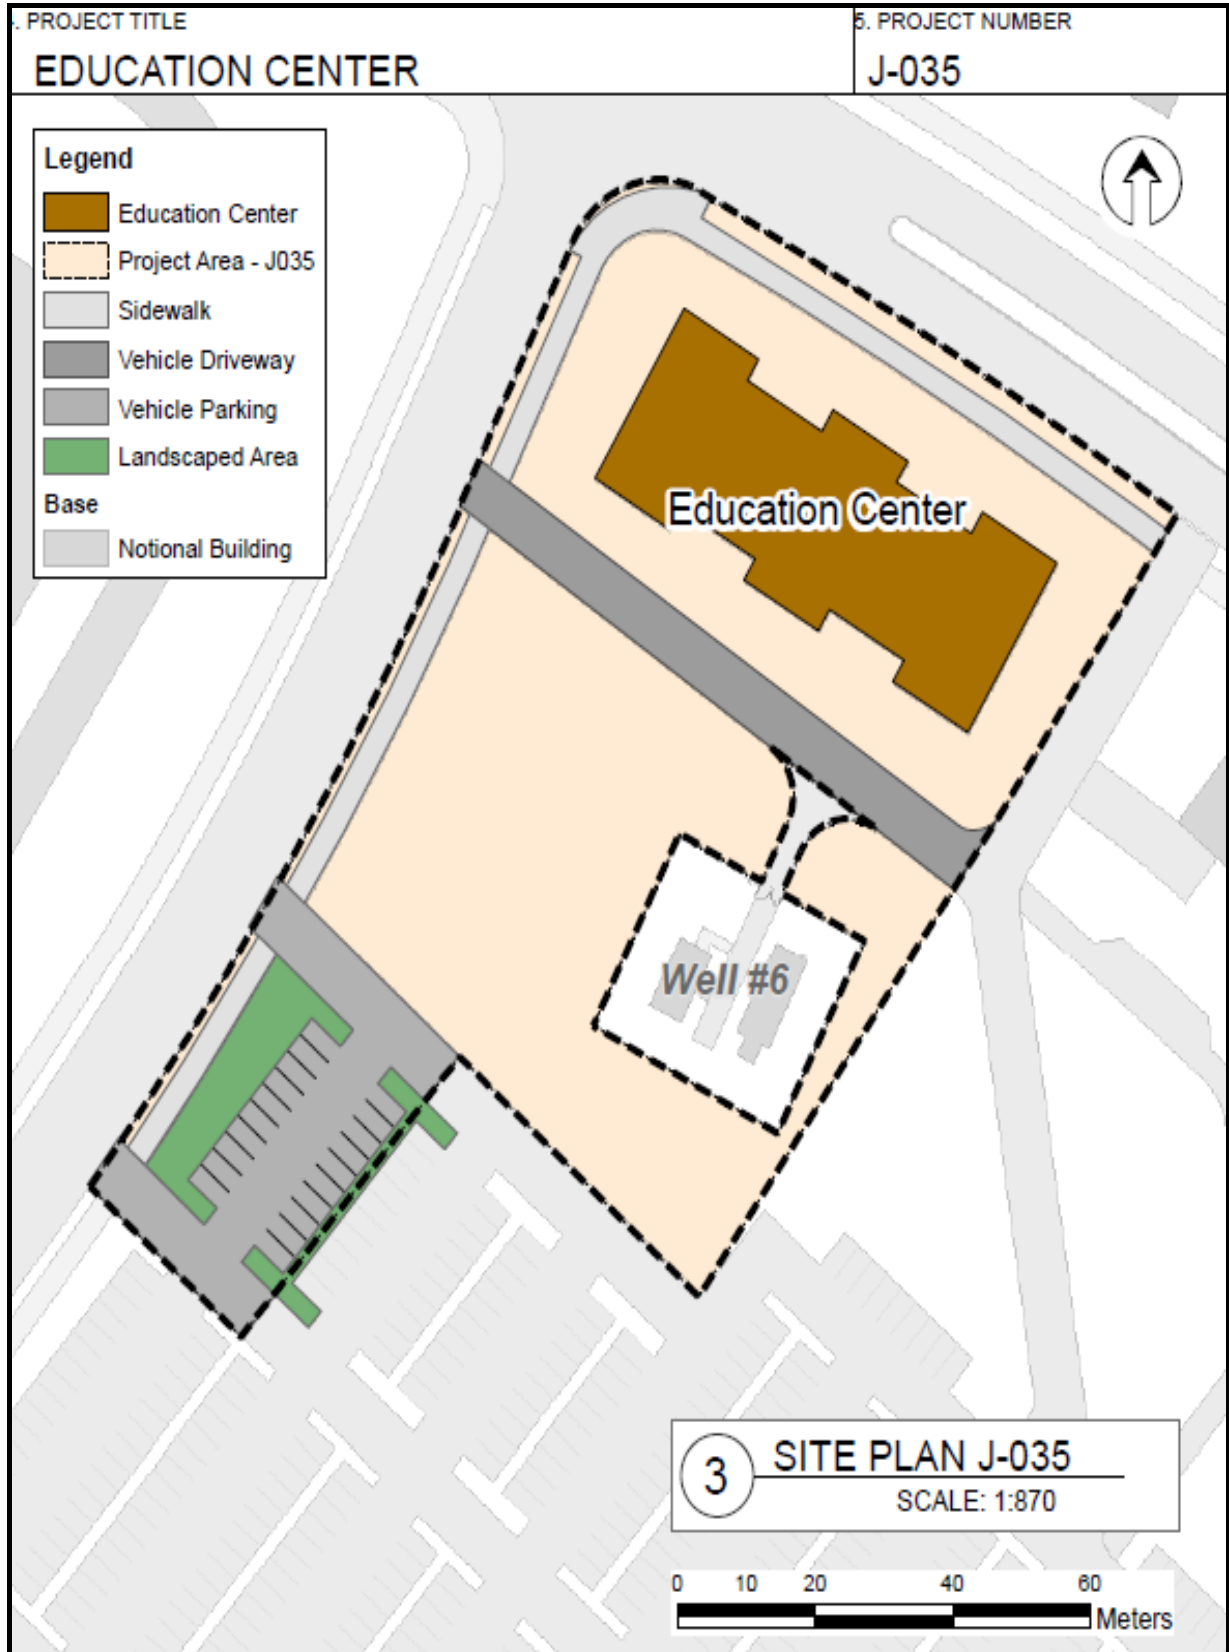 . PROJECT TITLE
EDUCATION CENTER
5. PROJECT NUMBER
J-035
Legend
Education Center
Project Area - J035
Sidewalk
Vehicle Driveway
Vehicle Parking
Landscaped Area
Base
Notional Building
Education Center
Well #6
3
SITE PLAN J-035
SCALE: 1:870
0 10 20 40 60
Meters